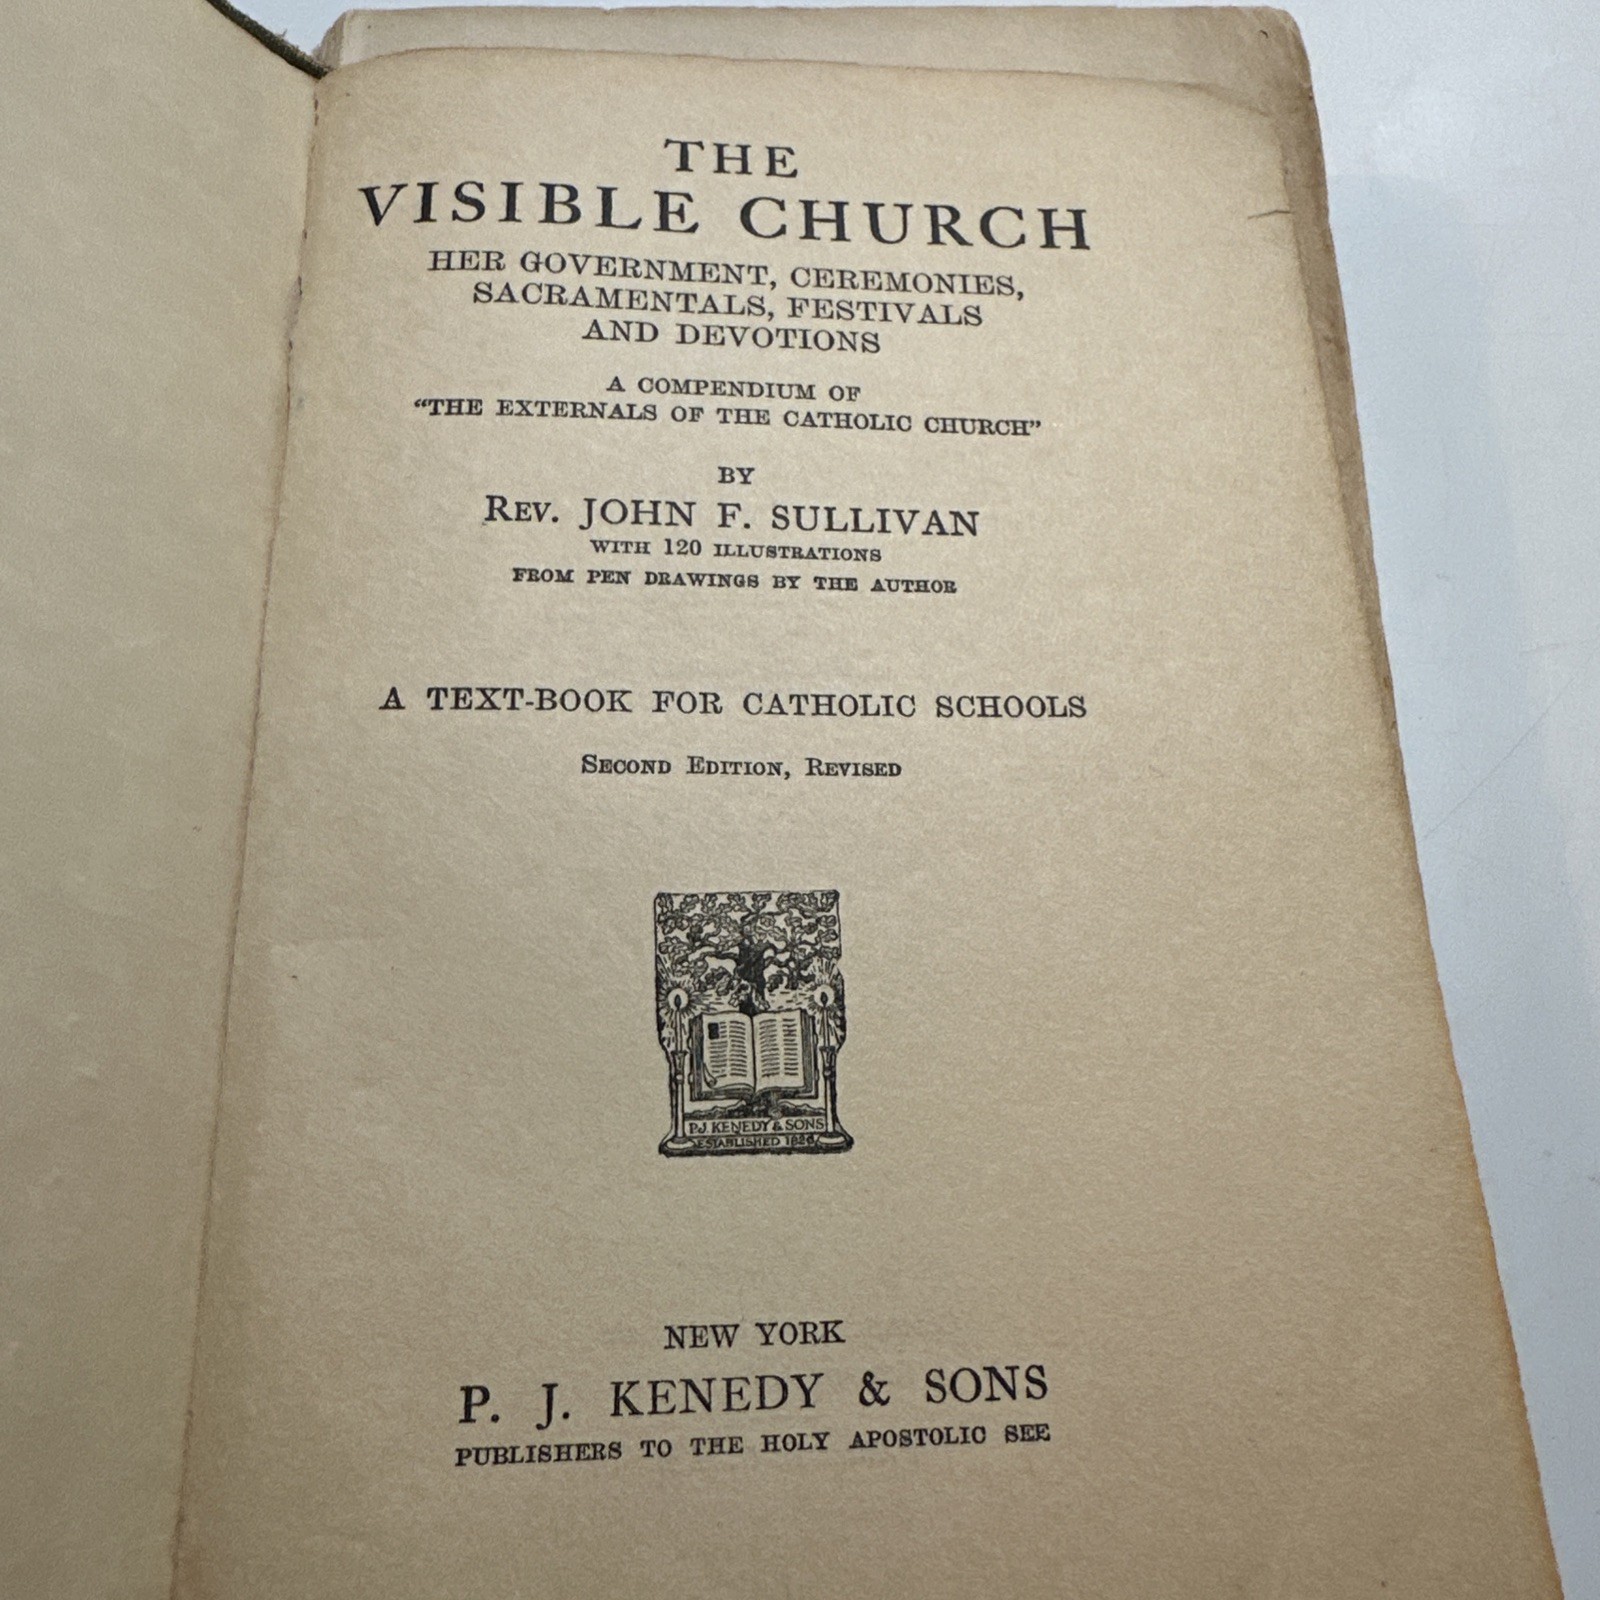 THE
VISIBLE CHURCH
HER GOVERNMENT, CEREMONIES,
SACRAMENTALS, FESTIVALS
AND DEVOTIONS
A COMPENDIUM OF
“THE EXTERNALS OF THE CATHOLIC CHURCH”
BY
REV. JOHN F. SULLIVAN
WITH 120 ILLUSTRATIONS
FROM PEN DRAWINGS BY THE AUTHOR
A TEXT-BOOK FOR CATHOLIC SCHOOLS
SECOND EDITION, REVISED
P.J. KENEDY & SONS
ESTABLISHED 1826
NEW YORK
P. J. KENEDY & SONS
PUBLISHERS TO THE HOLY APOSTOLIC SEE